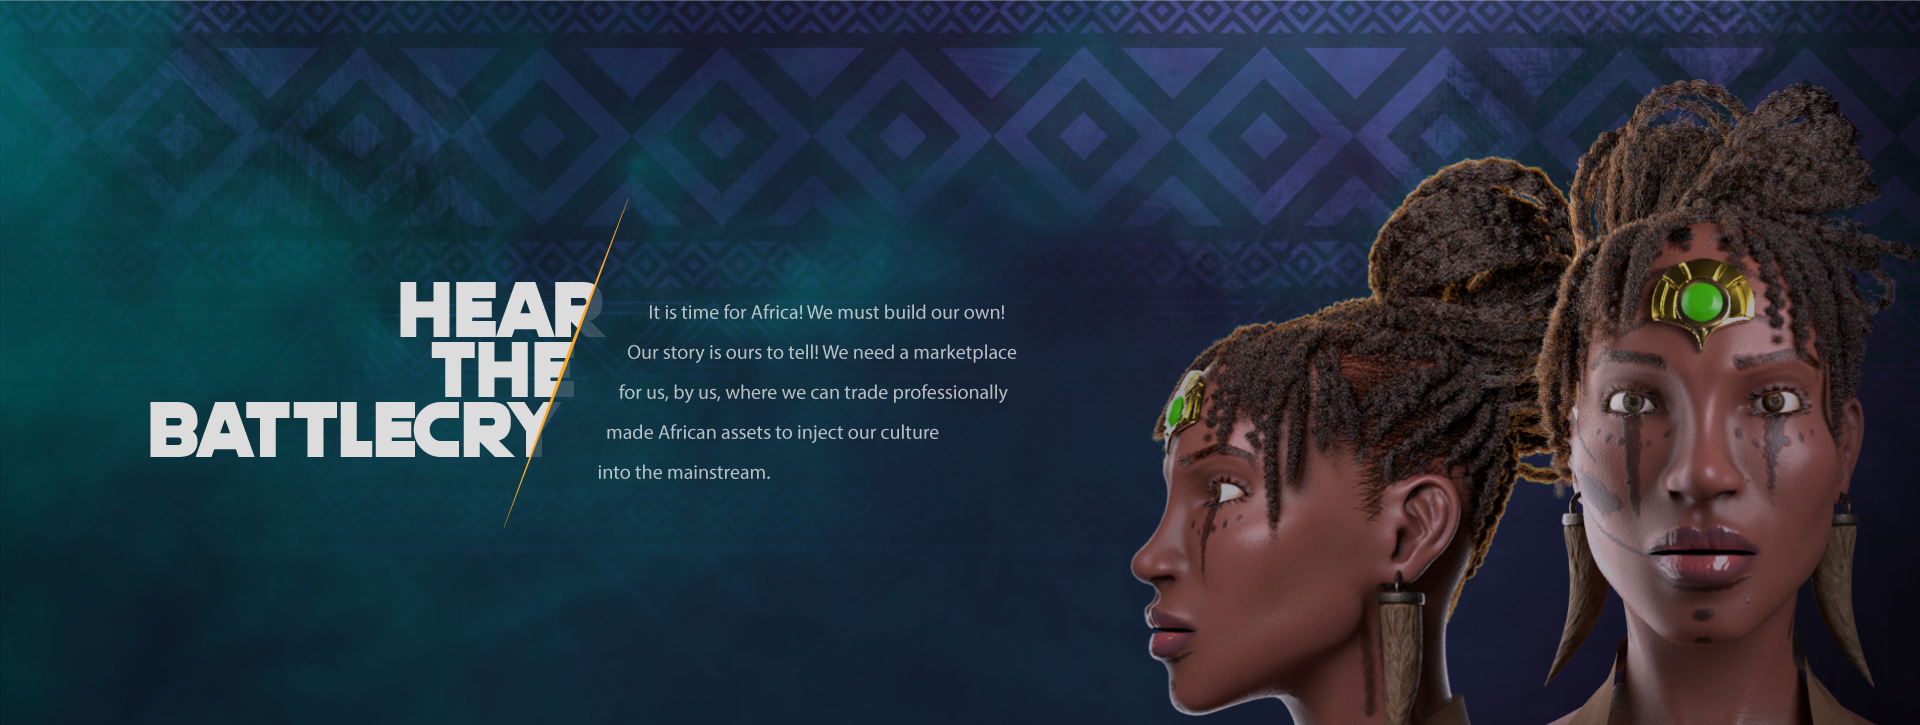 HEAR
THE
BATTLECRY
It is time for Africa! We must build our own!
Our story is ours to tell! We need a marketplace
for us, by us, where we can trade professionally
made African assets to inject our culture
into the mainstream.